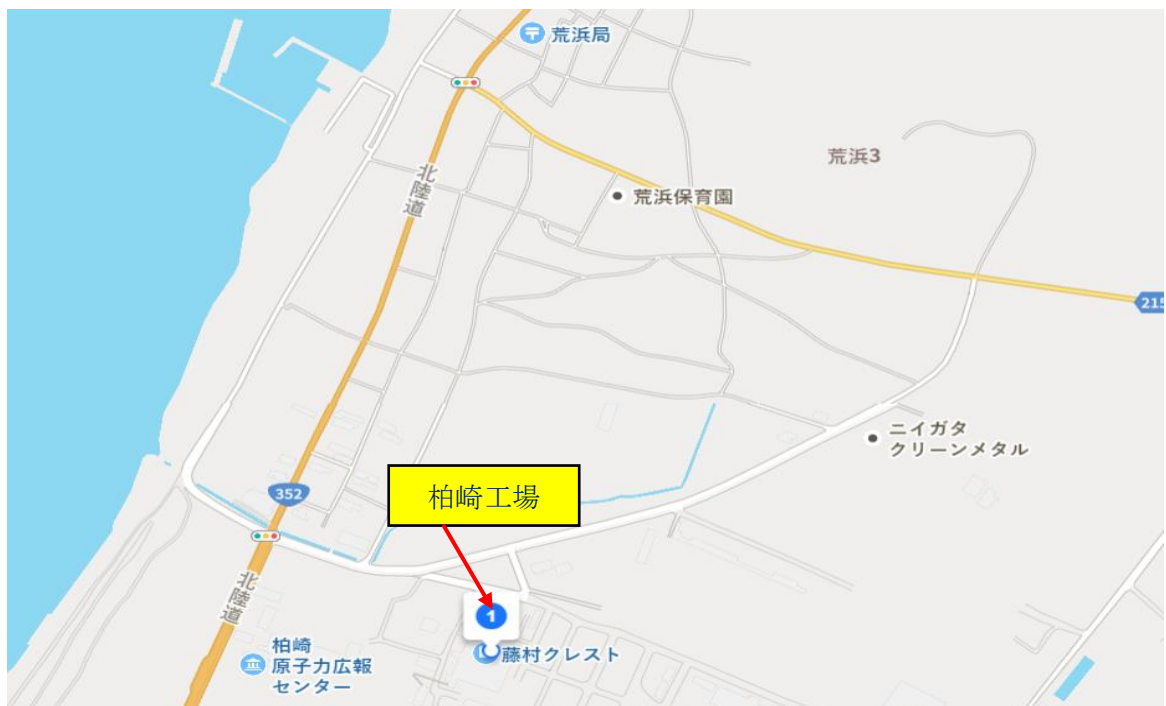 荒浜局
荒浜3
北陸道
荒浜保育園
215
ニイガタ
クリーンメタル
柏崎工場
352
北陸道
1
藤村クレスト
柏崎
原子力広報
センター